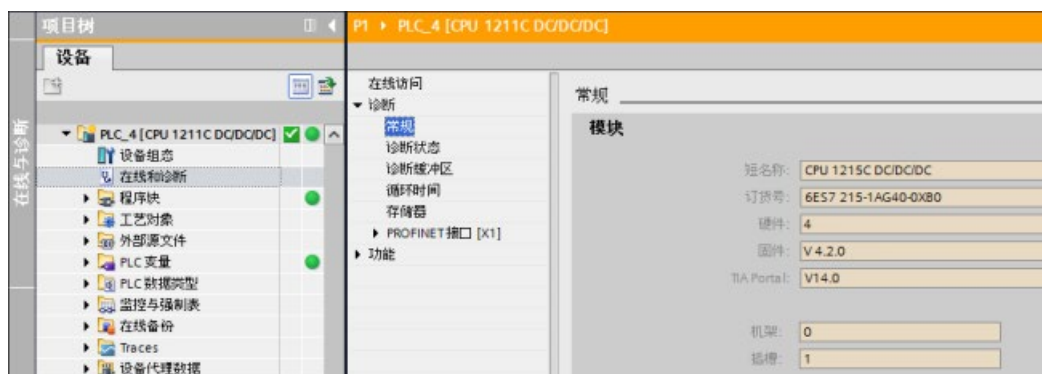 项目树
P1 ▸ PLC_4 [CPU 1211C DC/DC/DC]
设备
在线与诊断
PLC_4 [CPU 1211C DC/DC/DC]
设备组态
在线和诊断
程序块
工艺对象
外部源文件
PLC 变量
PLC 数据类型
监控与强制表
在线备份
Traces
设备代理数据
在线访问
诊断
常规
诊断状态
诊断缓冲区
循环时间
存储器
PROFINET接口 [X1]
功能
常规
模块
短名称: CPU 1215C DC/DC/DC
订货号: 6ES7 215-1AG40-0XB0
硬件: 4
固件: V 4.2.0
TIA Portal: V14.0
机架: 0
插槽: 1